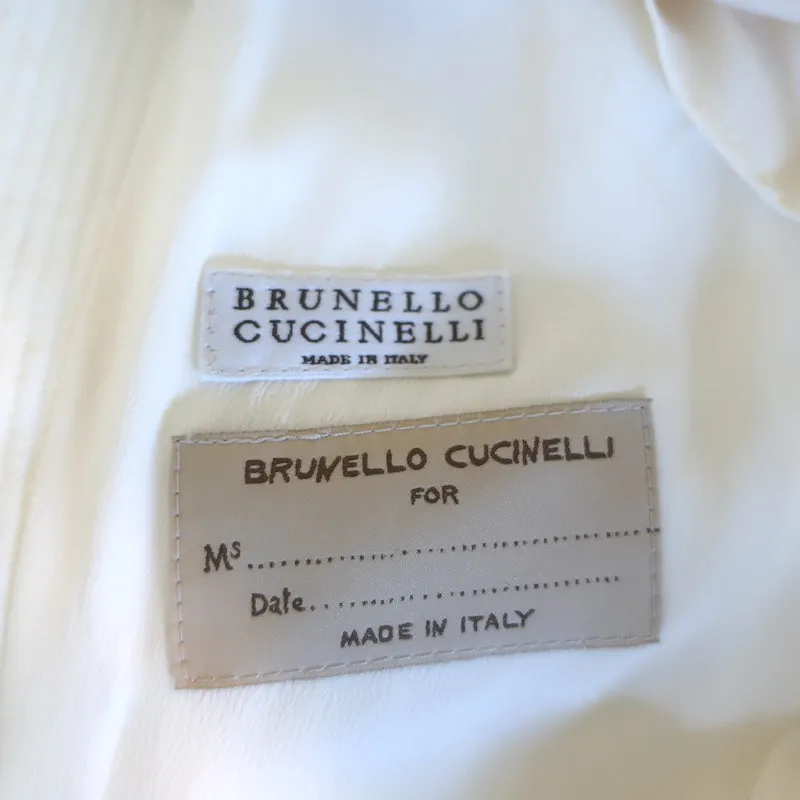 BRUNELLO
CUCINELLI
MADE IN ITALY
BRUNELLO CUCINELLI
FOR
Ms..............................
Date..............................
MADE IN ITALY